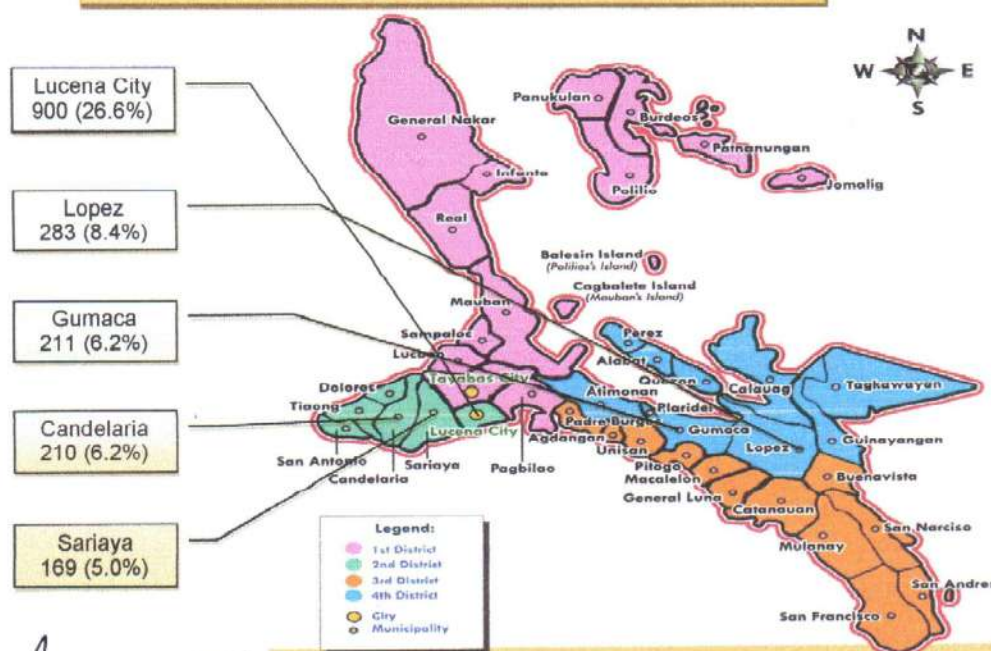 Lucena City
900 (26.6%)
Lopez
283 (8.4%)
Gumaca
211 (6.2%)
Candelaria
210 (6.2%)
Sariaya
169 (5.0%)
N
W E
S
General Nakar
Infanta
Real
Panukulan
Burdeos
Patnanungan
Polilio
Jomalig
Balesin Island
(Polilios's Island)
Cagbalete Island
(Mauban's Island)
Mauban
Sampaloc
Lucban
Tayabas City
Dolores
Tiaong
San Antonio
Candelaria
Sariaya
Lucena City
Pagbilao
Perez
Alabat
Quezon
Calauag
Tagkawayan
Atimonan
Plaridel
Padre Burgos
Agdangan
Gumaca
Unisan
Lopez
Guinayangan
Pitogo
Macalelon
Buenavista
General Luna
Catanauan
San Narciso
Mulanay
San Andres
San Francisco
Legend:
1st District
2nd District
3rd District
4th District
City
Municipality